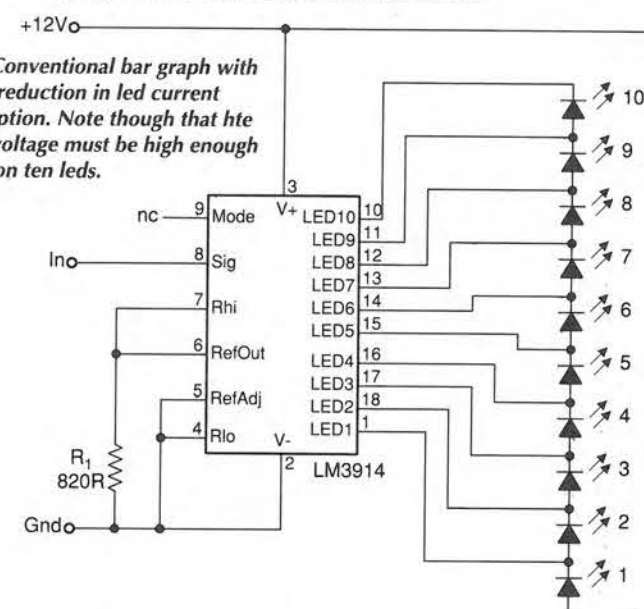 +12V
Conventional bar graph with
reduction in led current
ption. Note though that hte
voltage must be high enough
on ten leds.
nc
9 Mode
3
V+
LED10 10
LED9 11
LED8 12
LED7 13
LED6 14
LED5 15
LED4 16
LED3 17
LED2 18
LED1 1
In
8 Sig
7 Rhi
6 RefOut
5 RefAdj
4 Rlo
V-
2
LM3914
R1
820R
Gnd
10
9
8
7
6
5
4
3
2
1